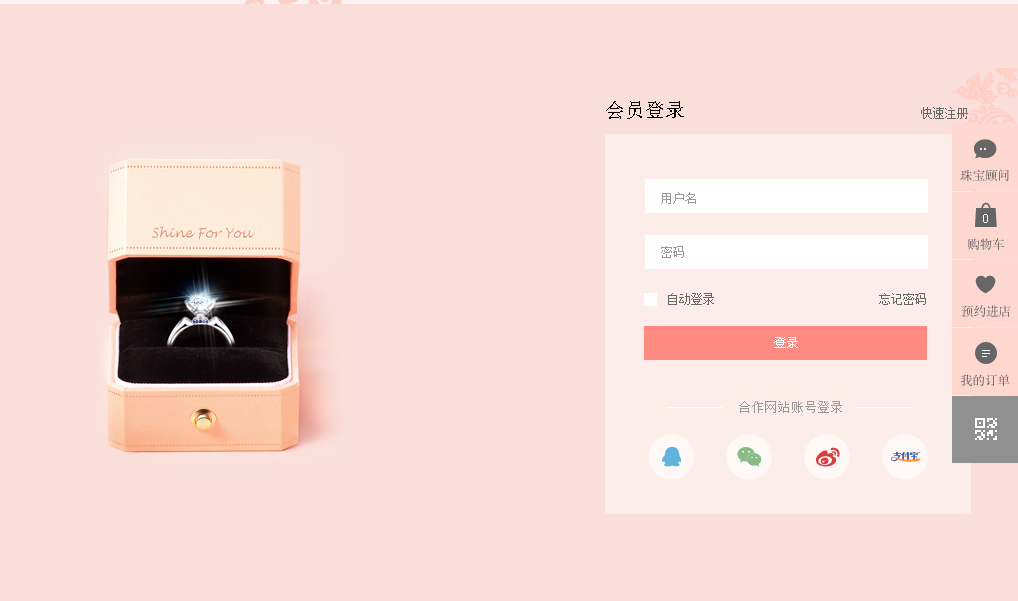 会员登录
快速注册
Shine For You
用户名
密码
自动登录
忘记密码
登录
合作网站账号登录
支付宝
珠宝顾问
0
购物车
预约进店
我的订单